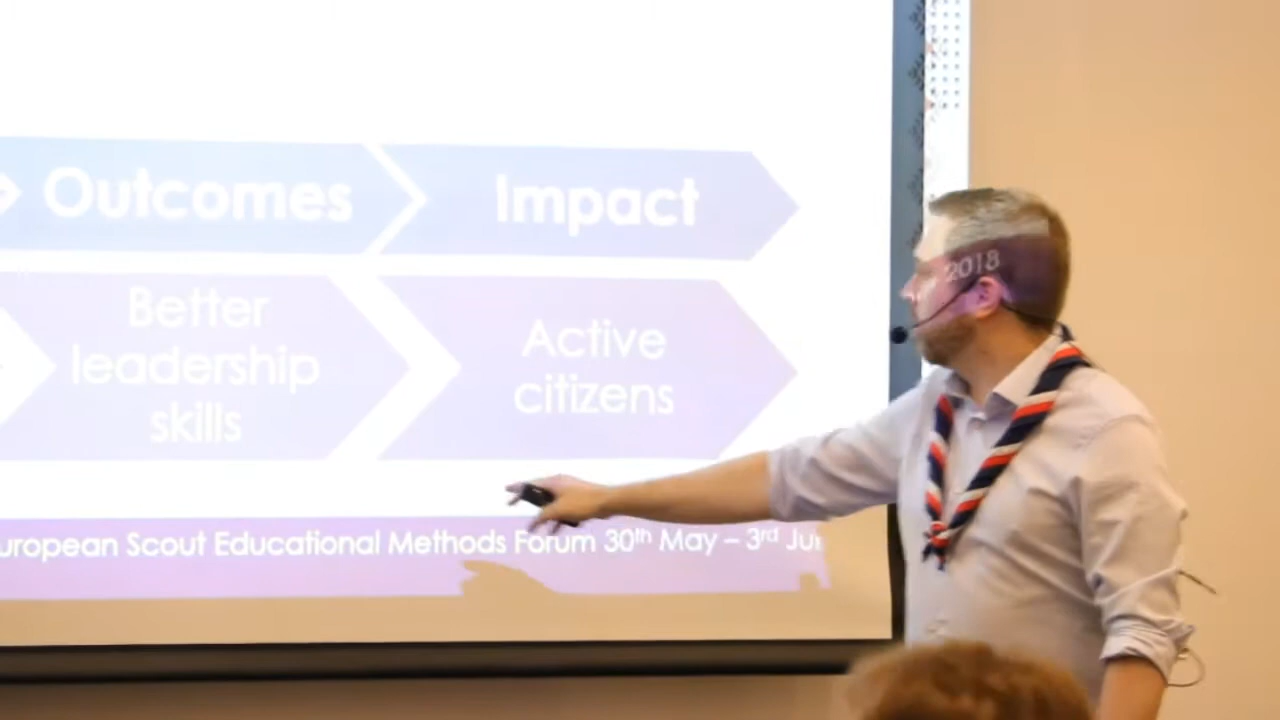 Outcomes
Impact
Better
leadership
skills
Active
citizens
uropean Scout Educational Methods Forum 30th May – 3rd Ju
2018